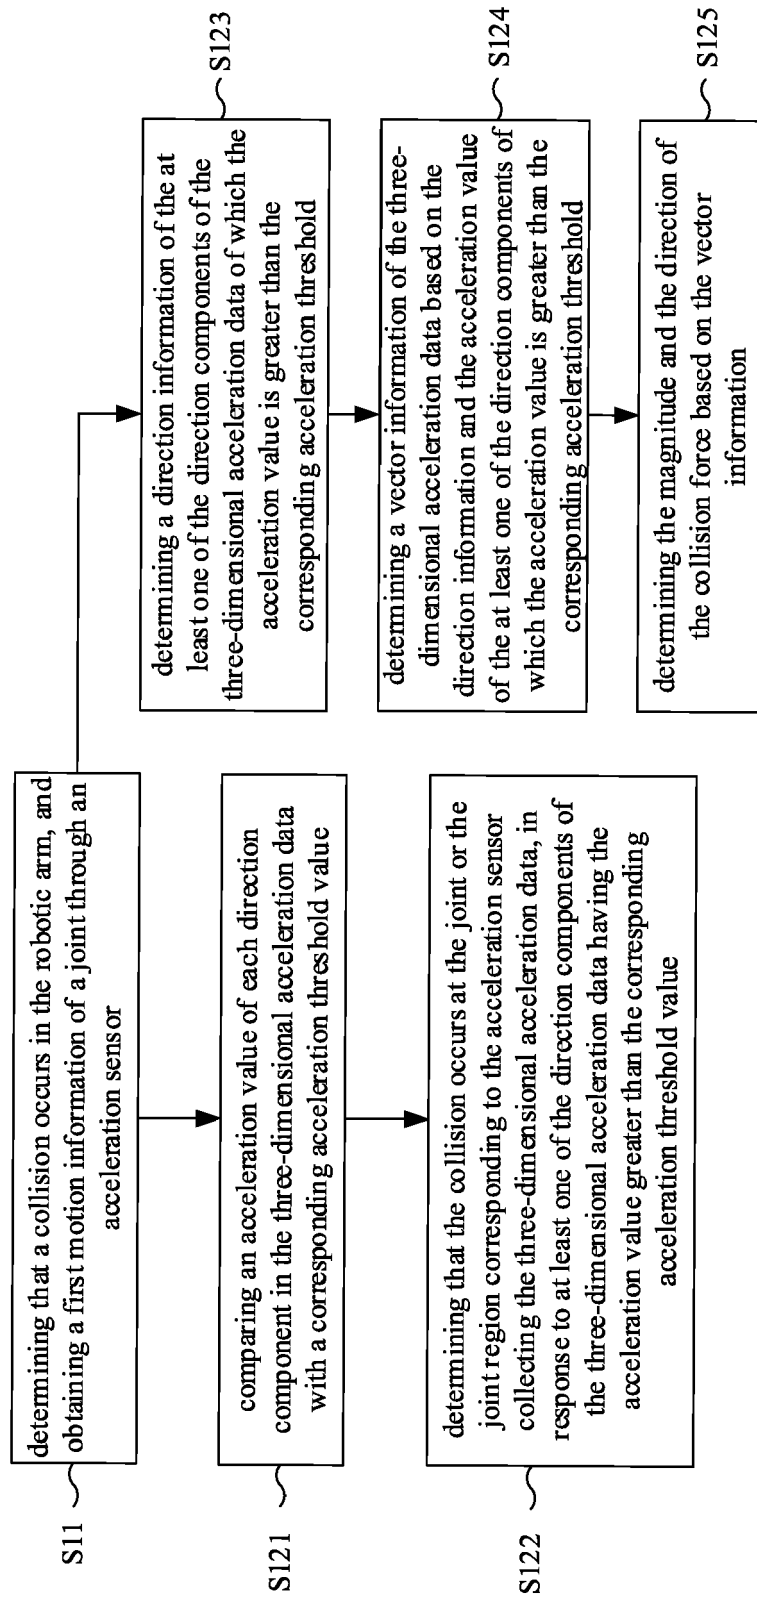 S11
determining that a collision occurs in the robotic arm, and
obtaining a first motion information of a joint through an
acceleration sensor
S121
comparing an acceleration value of each direction
component in the three-dimensional acceleration data
with a corresponding acceleration threshold value
S122
determining that the collision occurs at the joint or the
joint region corresponding to the acceleration sensor
collecting the three-dimensional acceleration data, in
response to at least one of the direction components of
the three-dimensional acceleration data having the
acceleration value greater than the corresponding
acceleration threshold value
determining a direction information of the at
least one of the direction components of the
three-dimensional acceleration data of which the
acceleration value is greater than the
corresponding acceleration threshold
S123
determining a vector information of the three-
dimensional acceleration data based on the
direction information and the acceleration value
of the at least one of the direction components of
which the acceleration value is greater than the
corresponding acceleration threshold
S124
determining the magnitude and the direction of
the collision force based on the vector
information
S125